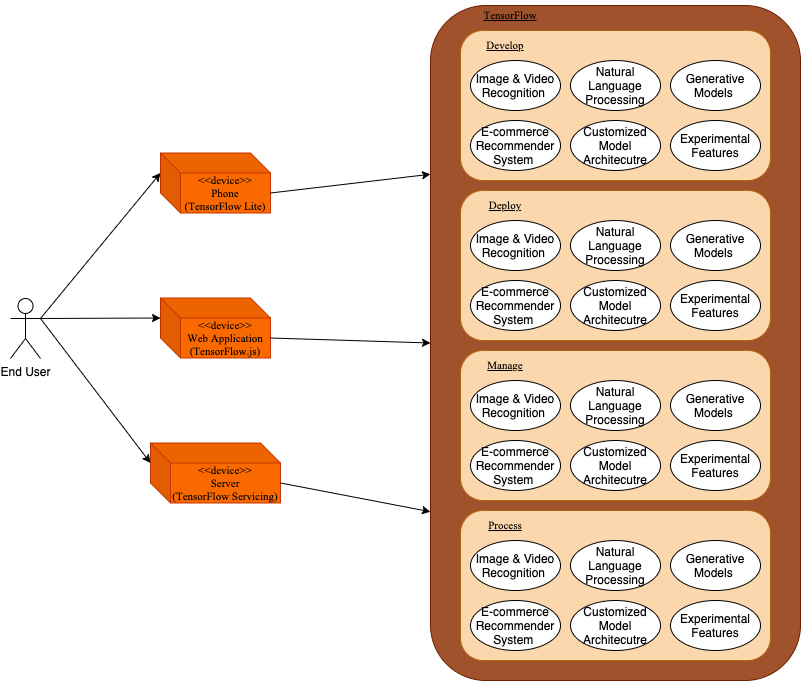 TensorFlow
Develop
Image & Video
Recognition
Natural
Language
Processing
Generative
Models
E-commerce
Recommender
System
Customized
Model
Architecutre
Experimental
Features
<<device>>
Phone
(TensorFlow Lite)
Deploy
Image & Video
Recognition
Natural
Language
Processing
Generative
Models
E-commerce
Recommender
System
Customized
Model
Architecutre
Experimental
Features
<<device>>
Web Application
(TensorFlow.js)
End User
Manage
Image & Video
Recognition
Natural
Language
Processing
Generative
Models
E-commerce
Recommender
System
Customized
Model
Architecutre
Experimental
Features
<<device>>
Server
(TensorFlow Servicing)
Process
Image & Video
Recognition
Natural
Language
Processing
Generative
Models
E-commerce
Recommender
System
Customized
Model
Architecutre
Experimental
Features